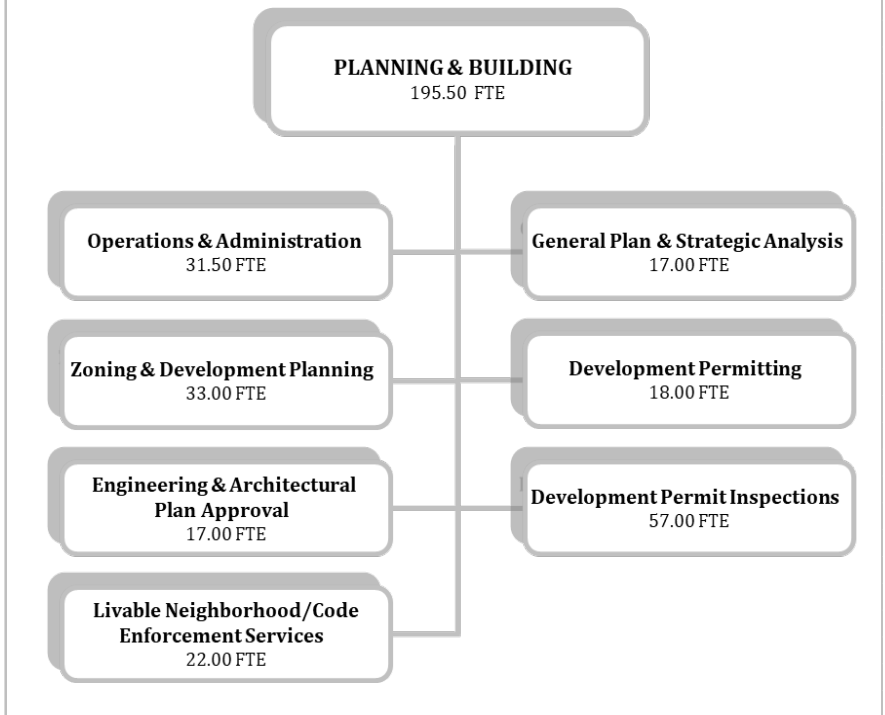 PLANNING & BUILDING
195.50 FTE
Operations & Administration
31.50 FTE
General Plan & Strategic Analysis
17.00 FTE
Zoning & Development Planning
33.00 FTE
Development Permitting
18.00 FTE
Engineering & Architectural
Plan Approval
17.00 FTE
Development Permit Inspections
57.00 FTE
Livable Neighborhood/Code
Enforcement Services
22.00 FTE